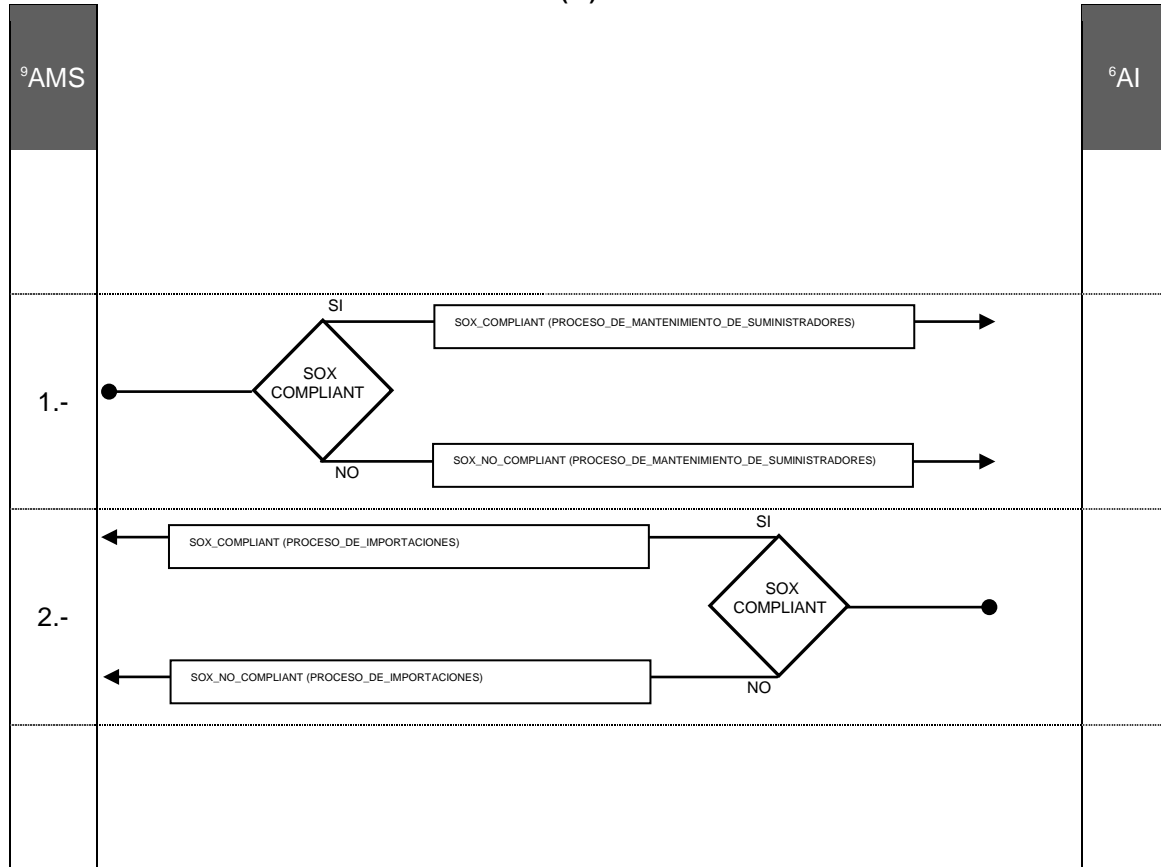 ⁹AMS
⁶AI
SI
SOX_COMPLIANT (PROCESO_DE_MANTENIMIENTO_DE_SUMINISTRADORES)
SOX
COMPLIANT
1.-
SOX_NO_COMPLIANT (PROCESO_DE_MANTENIMIENTO_DE_SUMINISTRADORES)
NO
SI
SOX_COMPLIANT (PROCESO_DE_IMPORTACIONES)
SOX
COMPLIANT
2.-
SOX_NO_COMPLIANT (PROCESO_DE_IMPORTACIONES)
NO